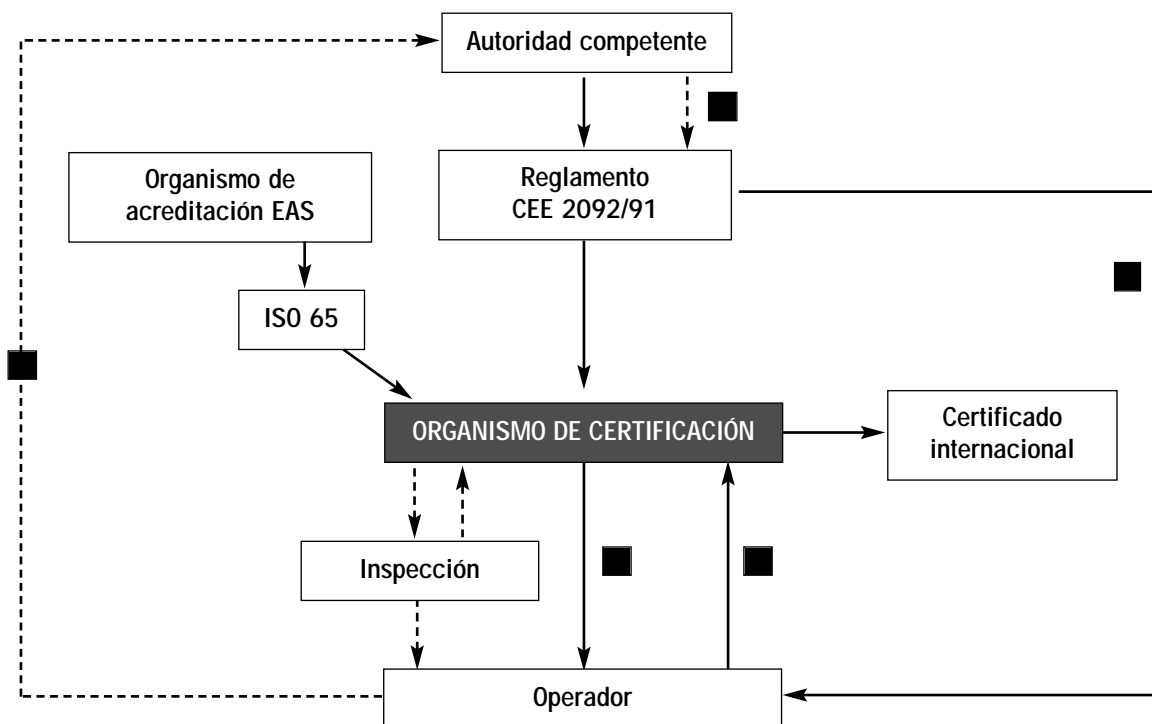 Autoridad competente
Organismo de
acreditación EAS
Reglamento
CEE 2092/91
ISO 65
ORGANISMO DE CERTIFICACIÓN
Certificado
internacional
Inspección
Operador